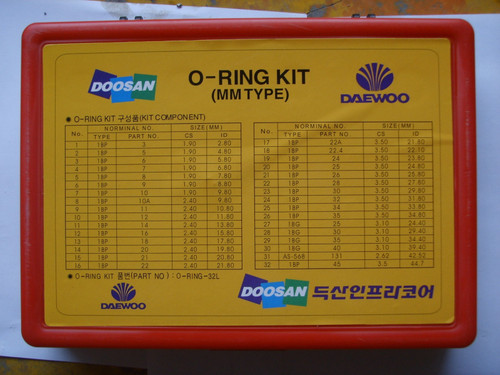 DOOSAN
O-RING KIT
(MM TYPE)
DAEWOO
● O-RING KIT 구성품(KIT COMPONENT)
No. NORMINAL NO. SIZE(MM)
TYPE PART NO CS ID
1 1BP 3 1.90 2.80
2 1BP 5 1.90 4.80
3 1BP 6 1.90 5.80
4 1BP 7 1.90 6.80
5 1BP 8 1.90 7.80
6 1BP 9 1.90 8.80
7 1BP 10 1.90 9.80
8 1BP 10A 2.40 9.80
9 1BP 11 2.40 10.80
10 1BP 12 2.40 11.80
11 1BP 14 2.40 13.80
12 1BP 16 2.40 15.80
13 1BP 18 2.40 17.80
14 1BP 20 2.40 19.80
15 1BP 21 2.40 20.80
16 1BP 22 2.40 21.80
No. NORMINAL NO. SIZE(MM)
TYPE PART NO CS ID
17 1BP 22A 3.50 21.80
18 1BP 22.4 3.50 22.10
19 1BP 24 3.50 23.80
20 1BP 25 3.50 24.80
21 1BP 26 3.50 25.80
22 1BP 28 3.50 27.80
23 1BP 30 3.50 29.80
24 1BP 32 3.50 31.80
25 1BP 34 3.50 33.80
26 1BP 35 3.50 34.80
27 1BG 25 3.10 24.40
28 1BG 30 3.10 29.40
29 1BG 35 3.10 34.40
30 1BG 40 3.10 39.40
31 AS-568 131 2.62 42.52
32 1BP 45 3.5 44.7
● O-RING KIT 품번(PART NO) : O-RING-32L
DAEWOO
DOOSAN 득산인프라코어